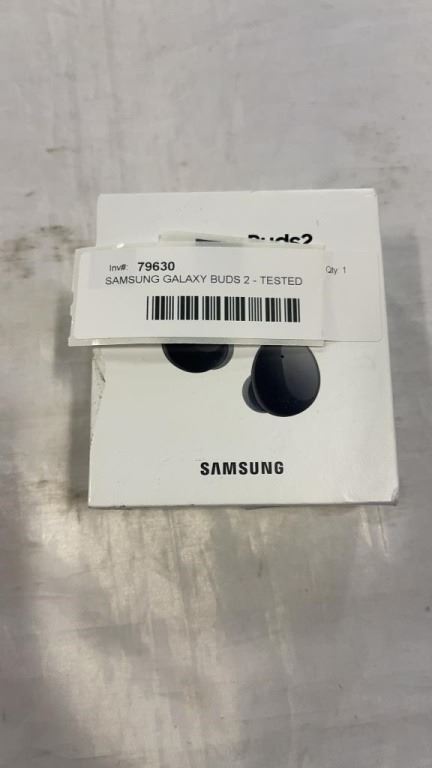 Buds2
Inv#: 79630
Qty 1
SAMSUNG GALAXY BUDS 2 - TESTED
SAMSUNG